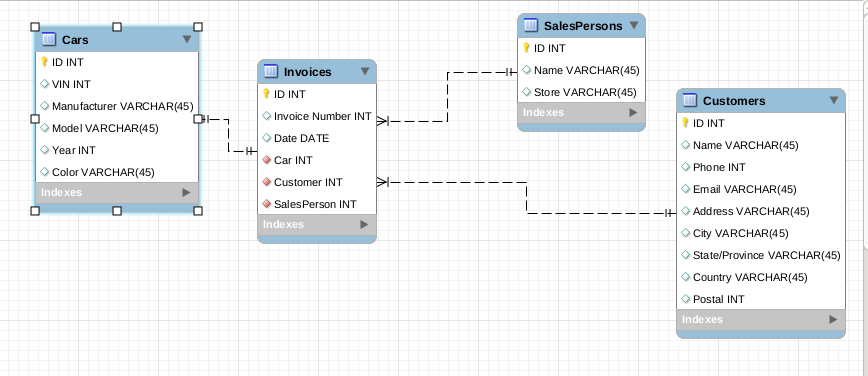 Cars
ID INT
VIN INT
Manufacturer VARCHAR(45)
Model VARCHAR(45)
Year INT
Color VARCHAR(45)
Indexes
Invoices
ID INT
Invoice Number INT
Date DATE
Car INT
Customer INT
SalesPerson INT
Indexes
SalesPersons
ID INT
Name VARCHAR(45)
Store VARCHAR(45)
Indexes
Customers
ID INT
Name VARCHAR(45)
Phone INT
Email VARCHAR(45)
Address VARCHAR(45)
City VARCHAR(45)
State/Province VARCHAR(45)
Country VARCHAR(45)
Postal INT
Indexes